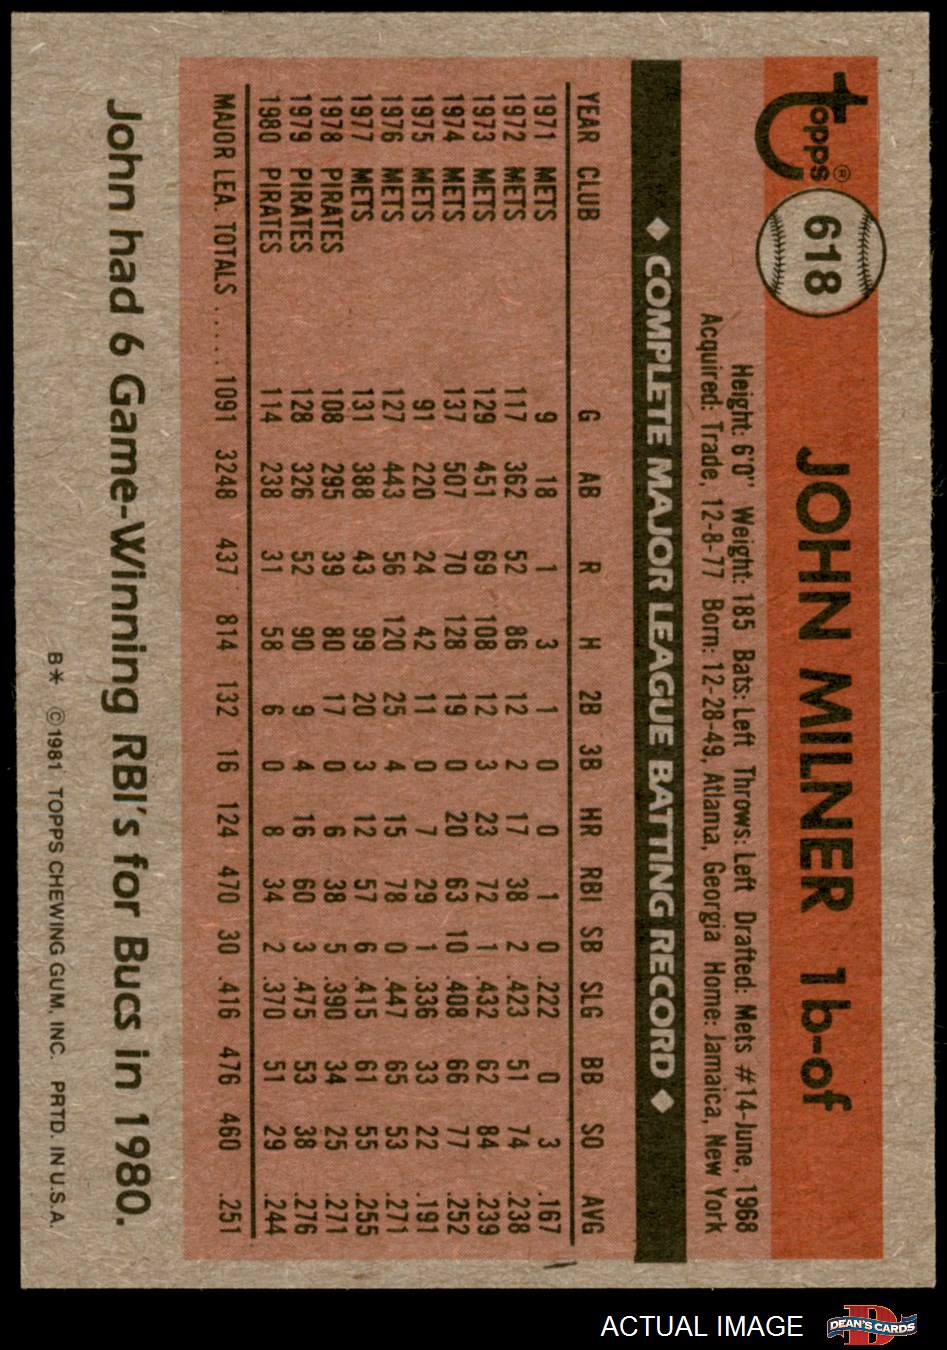 Topps® 618 JOHN MILNER 1b-of
Height: 6'0" Weight: 185 Bats: Left Throws: Left Drafted: Mets #14-June, 1968
Acquired: Trade, 12-8-77 Born: 12-28-49, Atlanta, Georgia Home: Jamaica, New York
◆ COMPLETE MAJOR LEAGUE BATTING RECORD ◆
YEAR CLUB G AB R H 2B 3B HR RBI SB SLG BB SO AVG
1971 METS 9 18 1 3 1 0 0 1 0 .222 0 3 .167
1972 METS 117 362 52 86 12 2 17 38 2 .423 51 74 .238
1973 METS 129 451 69 108 12 3 23 72 1 .432 62 84 .239
1974 METS 137 507 70 128 19 0 20 63 10 .408 66 77 .252
1975 METS 91 220 24 42 11 0 7 29 1 .336 33 22 .191
1976 METS 127 443 56 120 25 4 15 78 0 .447 65 53 .271
1977 METS 131 388 43 99 20 3 12 57 6 .415 61 55 .255
1978 PIRATES 108 295 39 80 17 0 6 38 5 .390 34 25 .271
1979 PIRATES 128 326 52 90 9 4 16 60 3 .475 53 38 .276
1980 PIRATES 114 238 31 58 6 0 8 34 2 .370 51 29 .244
MAJOR LEA. TOTALS ..... 1091 3248 437 814 132 16 124 470 30 .416 476 460 .251
John had 6 Game-Winning RBI's for Bucs in 1980.
B* ©1981 TOPPS CHEWING GUM, INC. PRTD. IN U.S.A.
ACTUAL IMAGE D DEAN'S CARDS